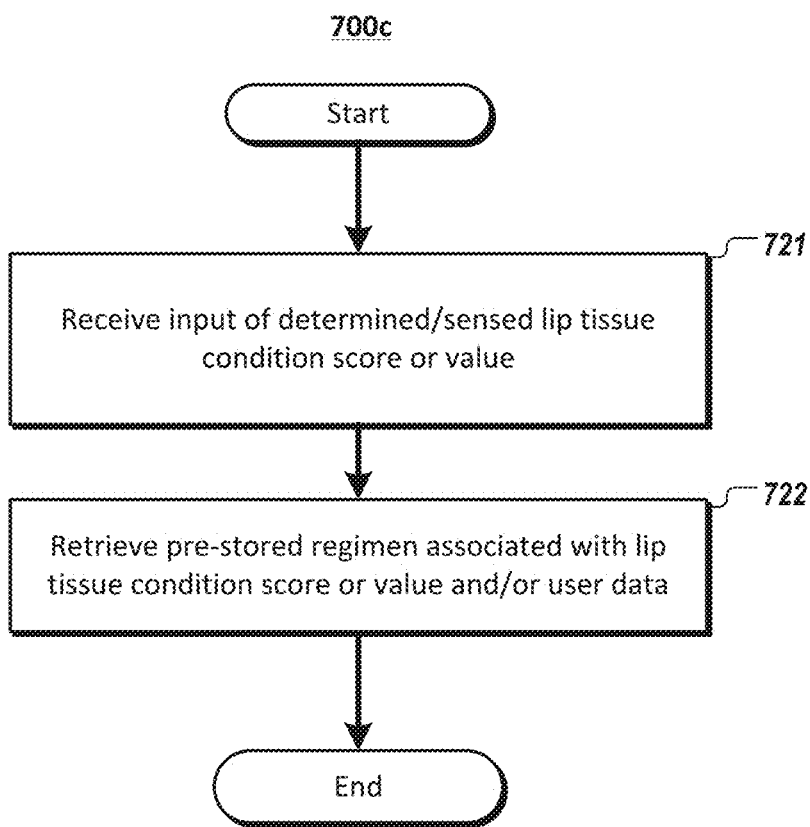 700c
Start
721
Receive input of determined/sensed lip tissue
condition score or value
722
Retrieve pre-stored regimen associated with lip
tissue condition score or value and/or user data
End